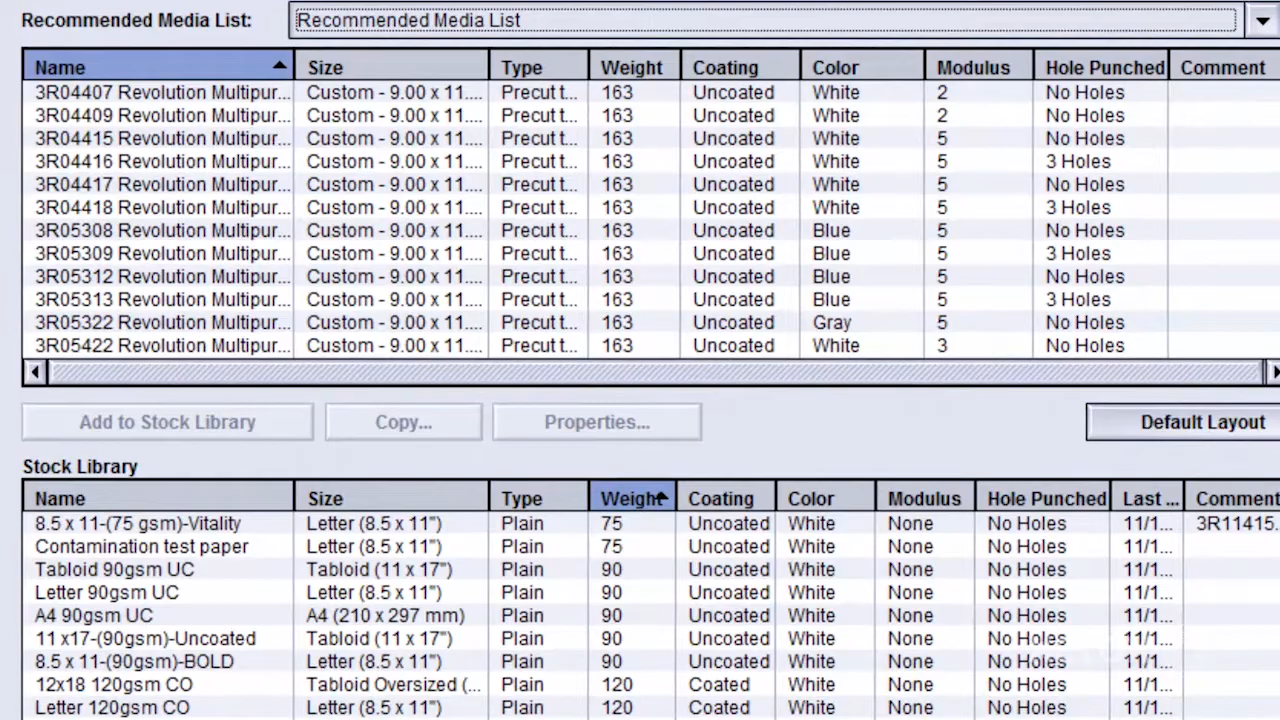 Recommended Media List: Recommended Media List
Name Size Type Weight Coating Color Modulus Hole Punched Comment
3R04407 Revolution Multipur... Custom - 9.00 x 11.... Precut t... 163 Uncoated White 2 No Holes
3R04409 Revolution Multipur... Custom - 9.00 x 11.... Precut t... 163 Uncoated White 2 No Holes
3R04415 Revolution Multipur... Custom - 9.00 x 11.... Precut t... 163 Uncoated White 5 No Holes
3R04416 Revolution Multipur... Custom - 9.00 x 11.... Precut t... 163 Uncoated White 5 3 Holes
3R04417 Revolution Multipur... Custom - 9.00 x 11.... Precut t... 163 Uncoated White 5 No Holes
3R04418 Revolution Multipur... Custom - 9.00 x 11.... Precut t... 163 Uncoated White 5 3 Holes
3R05308 Revolution Multipur... Custom - 9.00 x 11.... Precut t... 163 Uncoated Blue 5 No Holes
3R05309 Revolution Multipur... Custom - 9.00 x 11.... Precut t... 163 Uncoated Blue 5 3 Holes
3R05312 Revolution Multipur... Custom - 9.00 x 11.... Precut t... 163 Uncoated Blue 5 No Holes
3R05313 Revolution Multipur... Custom - 9.00 x 11.... Precut t... 163 Uncoated Blue 5 3 Holes
3R05322 Revolution Multipur... Custom - 9.00 x 11.... Precut t... 163 Uncoated Gray 5 No Holes
3R05422 Revolution Multipur... Custom - 9.00 x 11.... Precut t... 163 Uncoated White 3 No Holes
Add to Stock Library Copy... Properties... Default Layout
Stock Library
Name Size Type Weight Coating Color Modulus Hole Punched Last ... Comment
8.5 x 11-(75 gsm)-Vitality Letter (8.5 x 11") Plain 75 Uncoated White None No Holes 11/1... 3R11415.
Contamination test paper Letter (8.5 x 11") Plain 75 Uncoated White None No Holes 11/1...
Tabloid 90gsm UC Tabloid (11 x 17") Plain 90 Uncoated White None No Holes 11/1...
Letter 90gsm UC Letter (8.5 x 11") Plain 90 Uncoated White None No Holes 11/1...
A4 90gsm UC A4 (210 x 297 mm) Plain 90 Uncoated White None No Holes 11/1...
11 x17-(90gsm)-Uncoated Tabloid (11 x 17") Plain 90 Uncoated White None No Holes 11/1...
8.5 x 11-(90gsm)-BOLD Letter (8.5 x 11") Plain 90 Uncoated White None No Holes 11/1...
12x18 120gsm CO Tabloid Oversized (... Plain 120 Coated White None No Holes 11/1...
Letter 120gsm CO Letter (8.5 x 11") Plain 120 Coated White None No Holes 11/1...